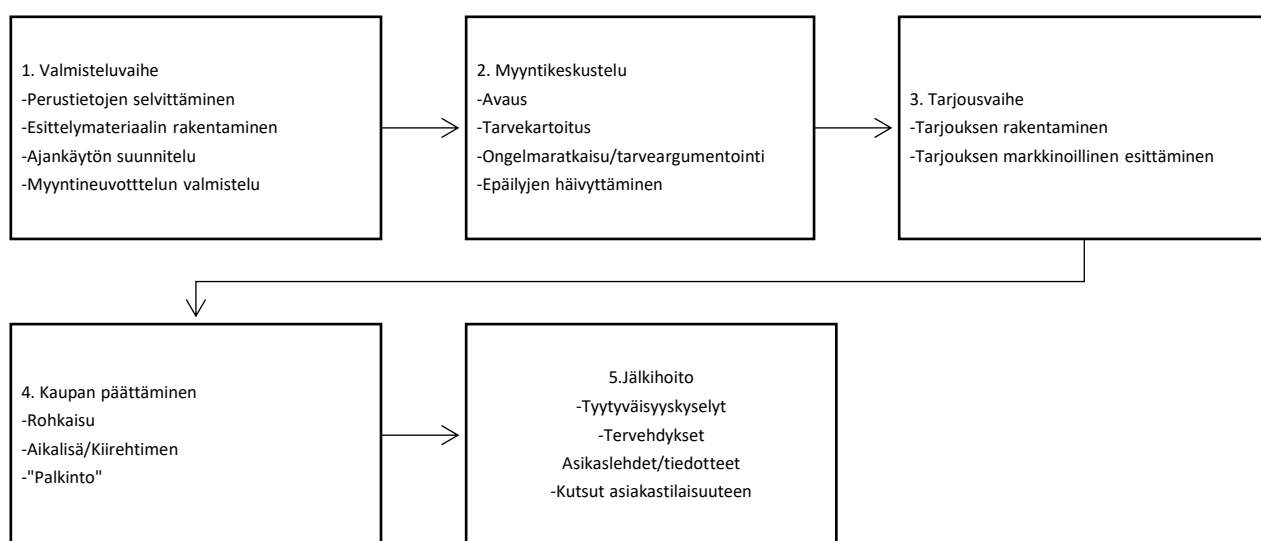 1. Valmisteluvaihe
-Perustietojen selvittäminen
-Esittelymateriaalin rakentaminen
-Ajankäytön suunnitelu
-Myyntineuvotttelun valmistelu
2. Myyntikeskustelu
-Avaus
-Tarvekartoitus
-Ongelmaratkaisu/tarveargumentointi
-Epäilyjen häivyttäminen
3. Tarjousvaihe
-Tarjouksen rakentaminen
-Tarjouksen markkinoillinen esittäminen
4. Kaupan päättäminen
-Rohkaisu
-Aikalisä/Kiirehtimen
-"Palkinto"
5.Jälkihoito
-Tyytyväisyyskyselyt
-Tervehdykset
Asikaslehdet/tiedotteet
-Kutsut asiakastilaisuuteen